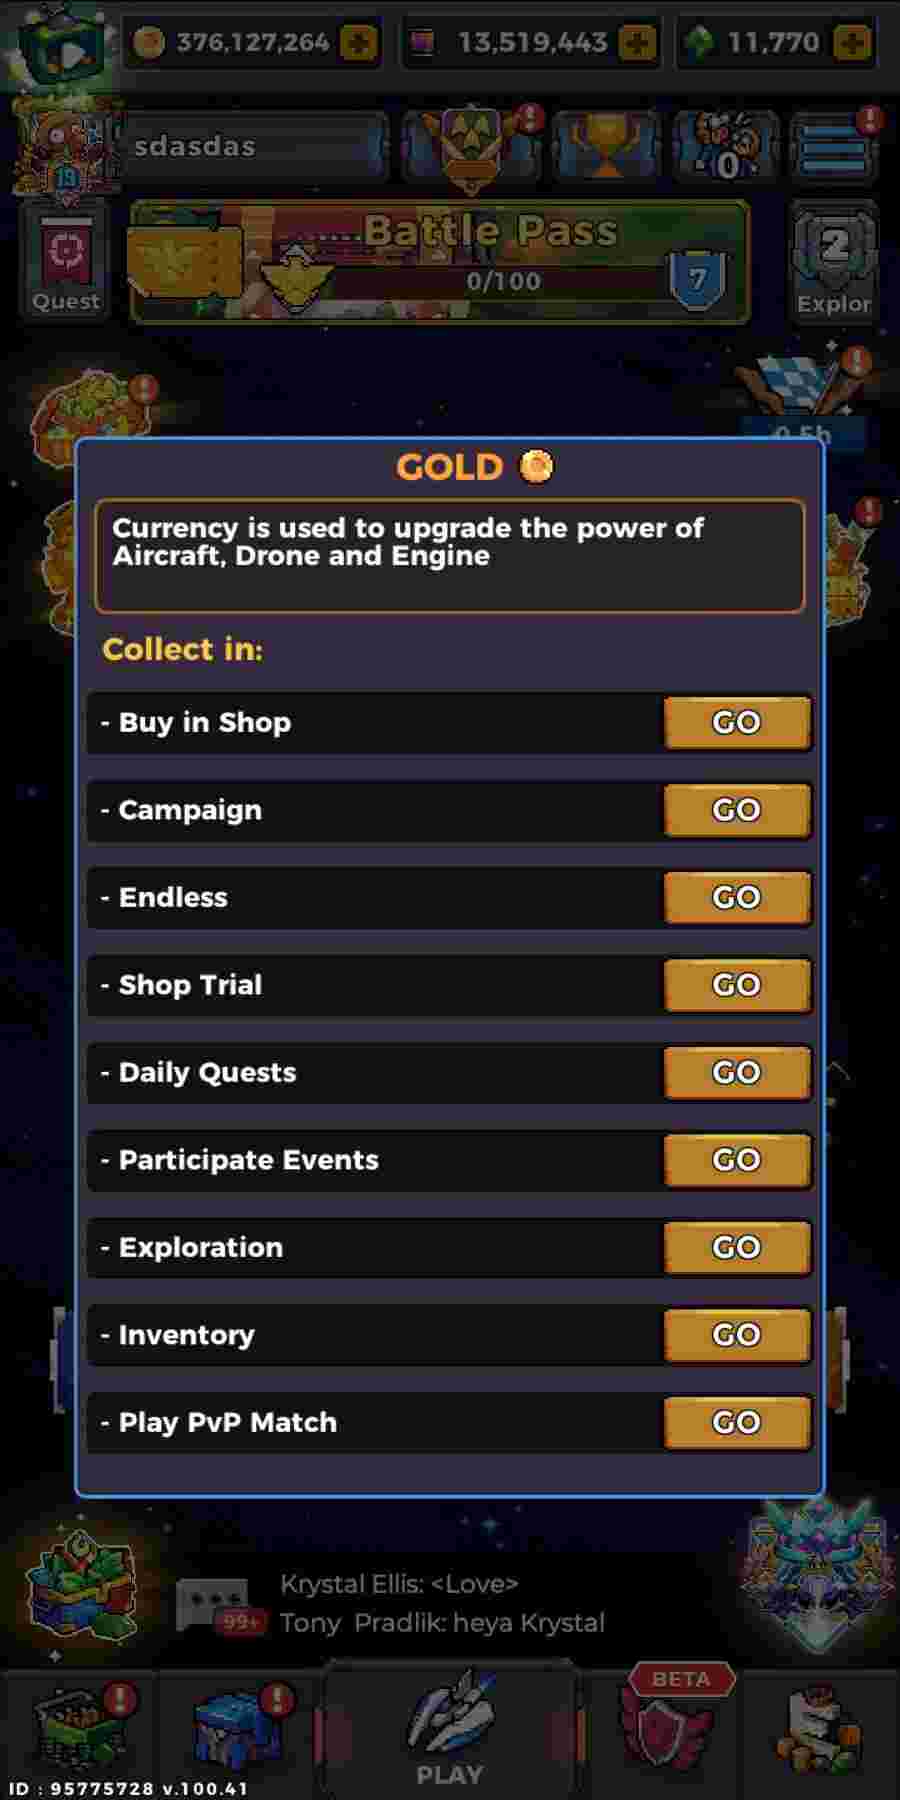 376,127,264
13,519,443
11,770
sdasdas
19
0
Quest
Battle Pass
0/100
7
2
Explor
0.5h
GOLD
Currency is used to upgrade the power of
Aircraft, Drone and Engine
Collect in:
- Buy in Shop GO
- Campaign GO
- Endless GO
- Shop Trial GO
- Daily Quests GO
- Participate Events GO
- Exploration GO
- Inventory GO
- Play PvP Match GO
Krystal Ellis: <Love>
99+
Tony Pradlik: heya Krystal
BETA
PLAY
ID : 95775728 v.100.41